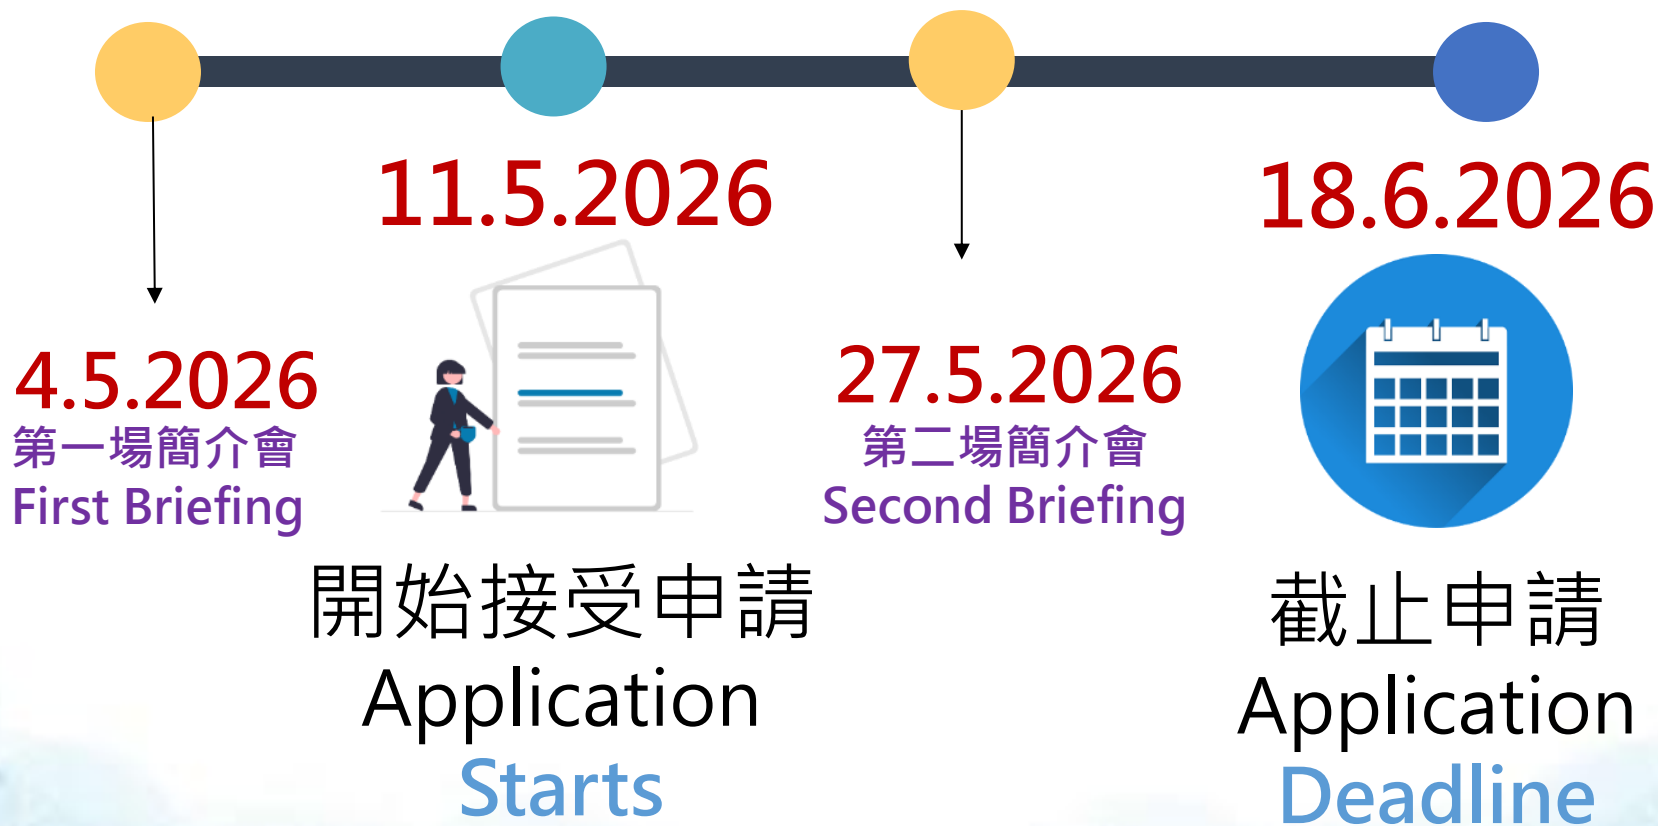 4.5.2026
第一場簡介會
First Briefing
11.5.2026
開始接受申請
Application
Starts
27.5.2026
第二場簡介會
Second Briefing
18.6.2026
截止申請
Application
Deadline